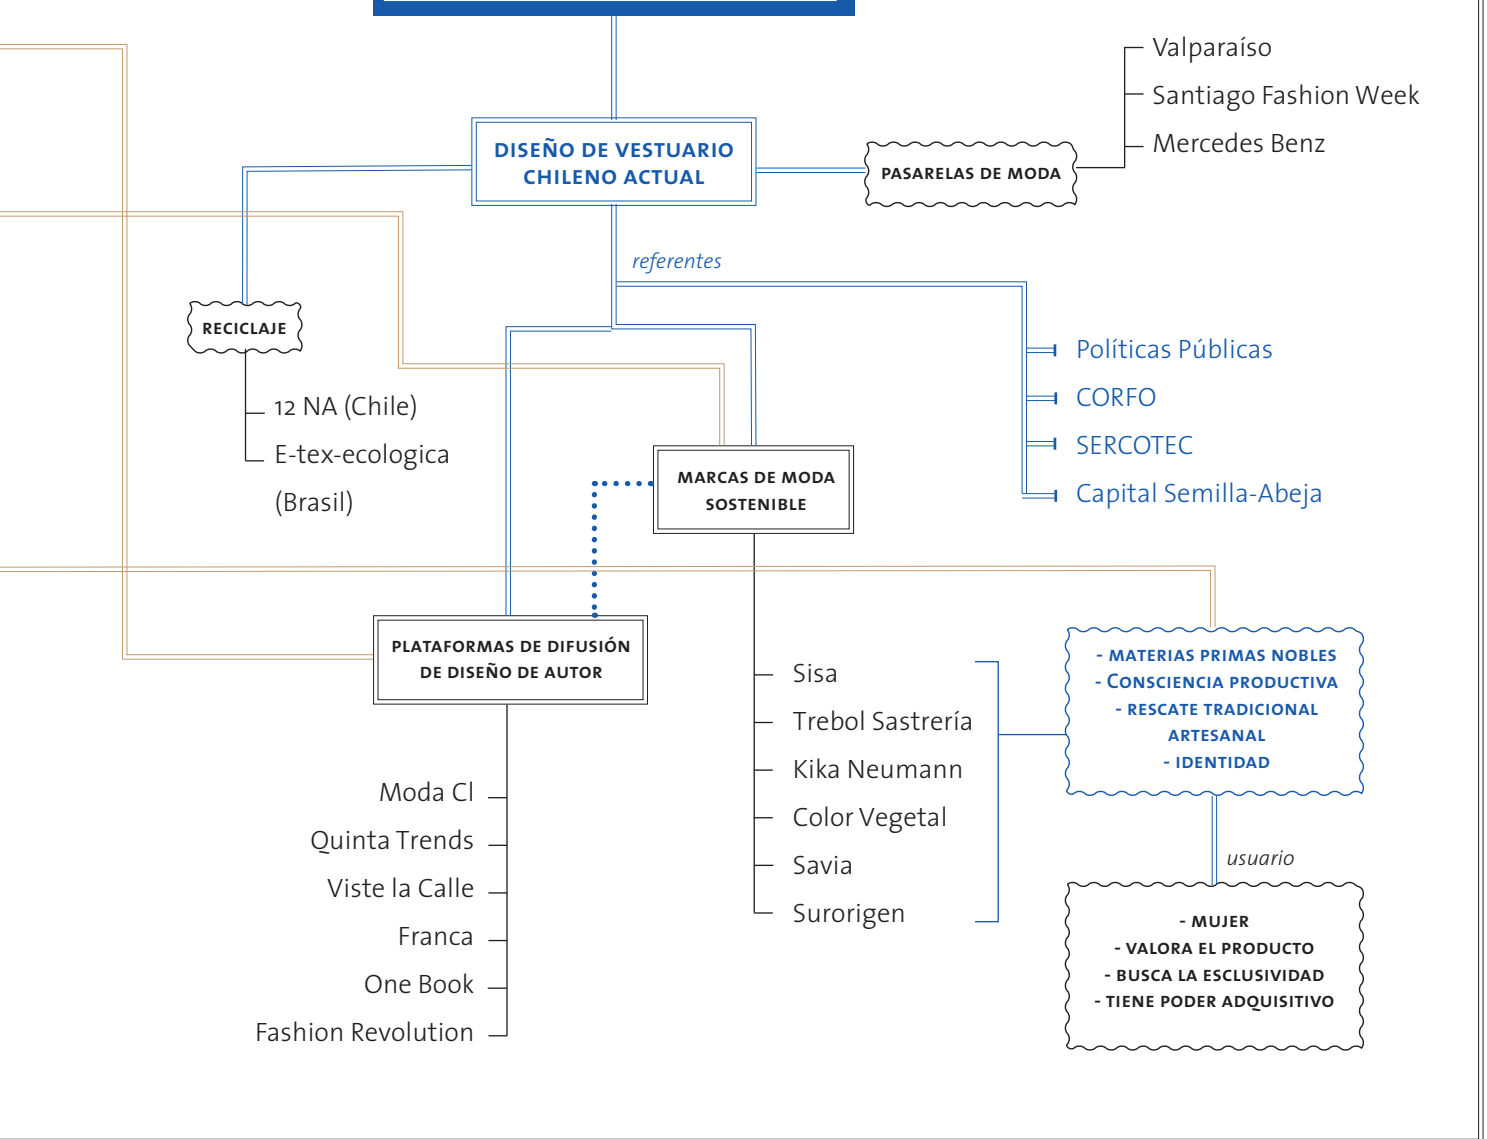 Valparaíso
Santiago Fashion Week
Mercedes Benz
DISEÑO DE VESTUARIO
CHILENO ACTUAL
PASARELAS DE MODA
referentes
RECICLAJE
12 NA (Chile)
E-tex-ecologica
(Brasil)
Políticas Públicas
CORFO
SERCOTEC
Capital Semilla-Abeja
MARCAS DE MODA
SOSTENIBLE
PLATAFORMAS DE DIFUSIÓN
DE DISEÑO DE AUTOR
Moda Cl
Quinta Trends
Viste la Calle
Franca
One Book
Fashion Revolution
Sisa
Trebol Sastrería
Kika Neumann
Color Vegetal
Savia
Surorigen
- MATERIAS PRIMAS NOBLES
- CONSCIENCIA PRODUCTIVA
- RESCATE TRADICIONAL
ARTESANAL
- IDENTIDAD
usuario
- MUJER
- VALORA EL PRODUCTO
- BUSCA LA ESCLUSIVIDAD
- TIENE PODER ADQUISITIVO